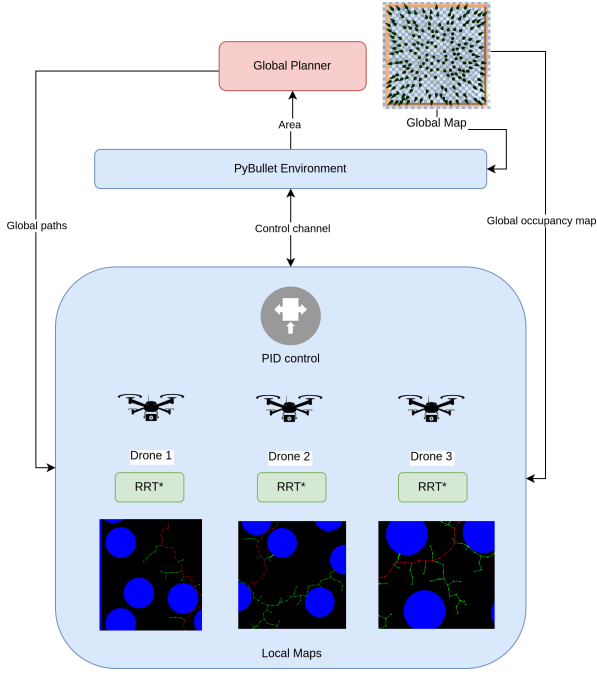 Global Planner
Global Map
Area
PyBullet Environment
Global paths
Control channel
Global occupancy map
PID control
Drone 1
Drone 2
Drone 3
RRT*
RRT*
RRT*
Local Maps